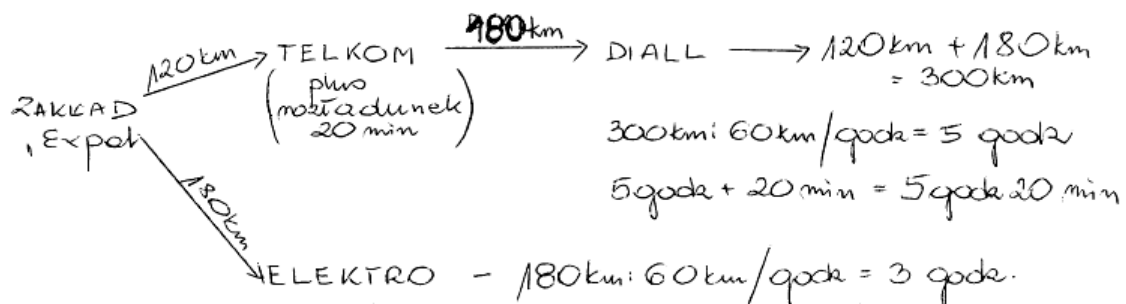 120km → TELKOM 180km → DIALL → 120km + 180km
= 300km
(plus rozładunek 20 min)
ZAKŁAD
"Expol
300km : 60km/godz = 5 godz
5godz + 20 min = 5godz 20 min
180km
ELEKTRO - 180km : 60km/godz = 3 godz.